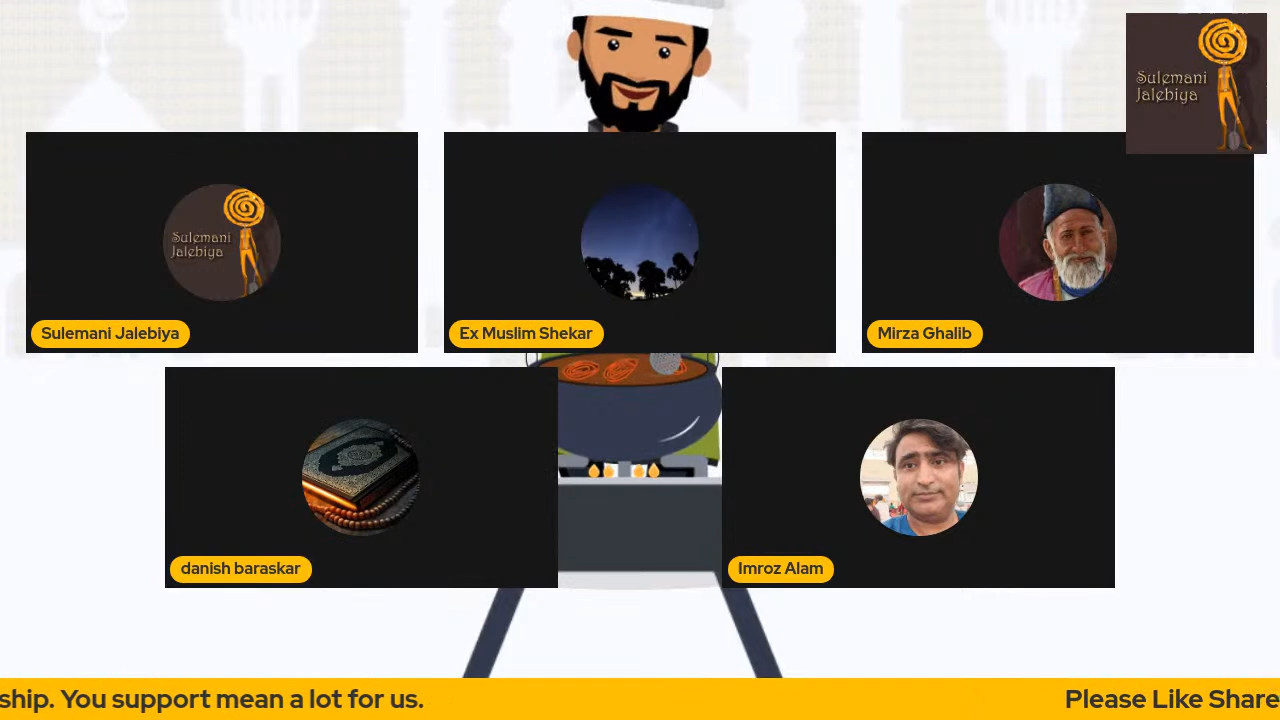 Sulemani
Jalebiya
Sulemani
Jalebiya
Sulemani Jalebiya
Ex Muslim Shekar
Mirza Ghalib
danish baraskar
Imroz Alam
ship. You support mean a lot for us.
Please Like Share